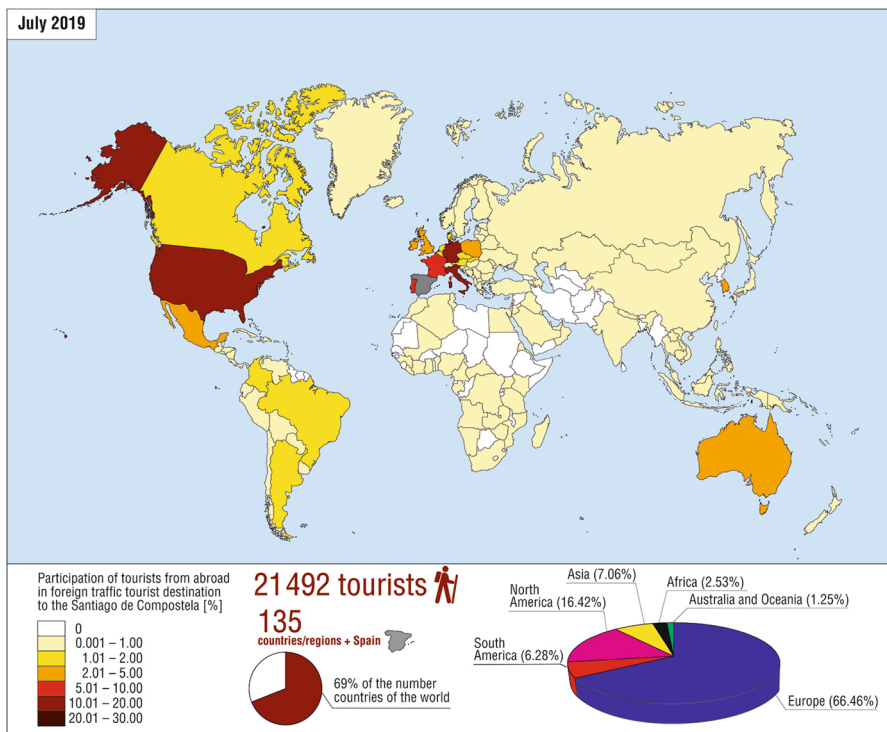 July 2019
Participation of tourists from abroad
in foreign traffic tourist destination
to the Santiago de Compostela [%]
0
0.001 – 1.00
1.01 – 2.00
2.01 – 5.00
5.01 – 10.00
10.01 – 20.00
20.01 – 30.00
21 492 tourists
135
countries/regions + Spain
69% of the number
countries of the world
Asia (7.06%)
Africa (2.53%)
North
America (16.42%)
Australia and Oceania (1.25%)
South
America (6.28%)
Europe (66.46%)